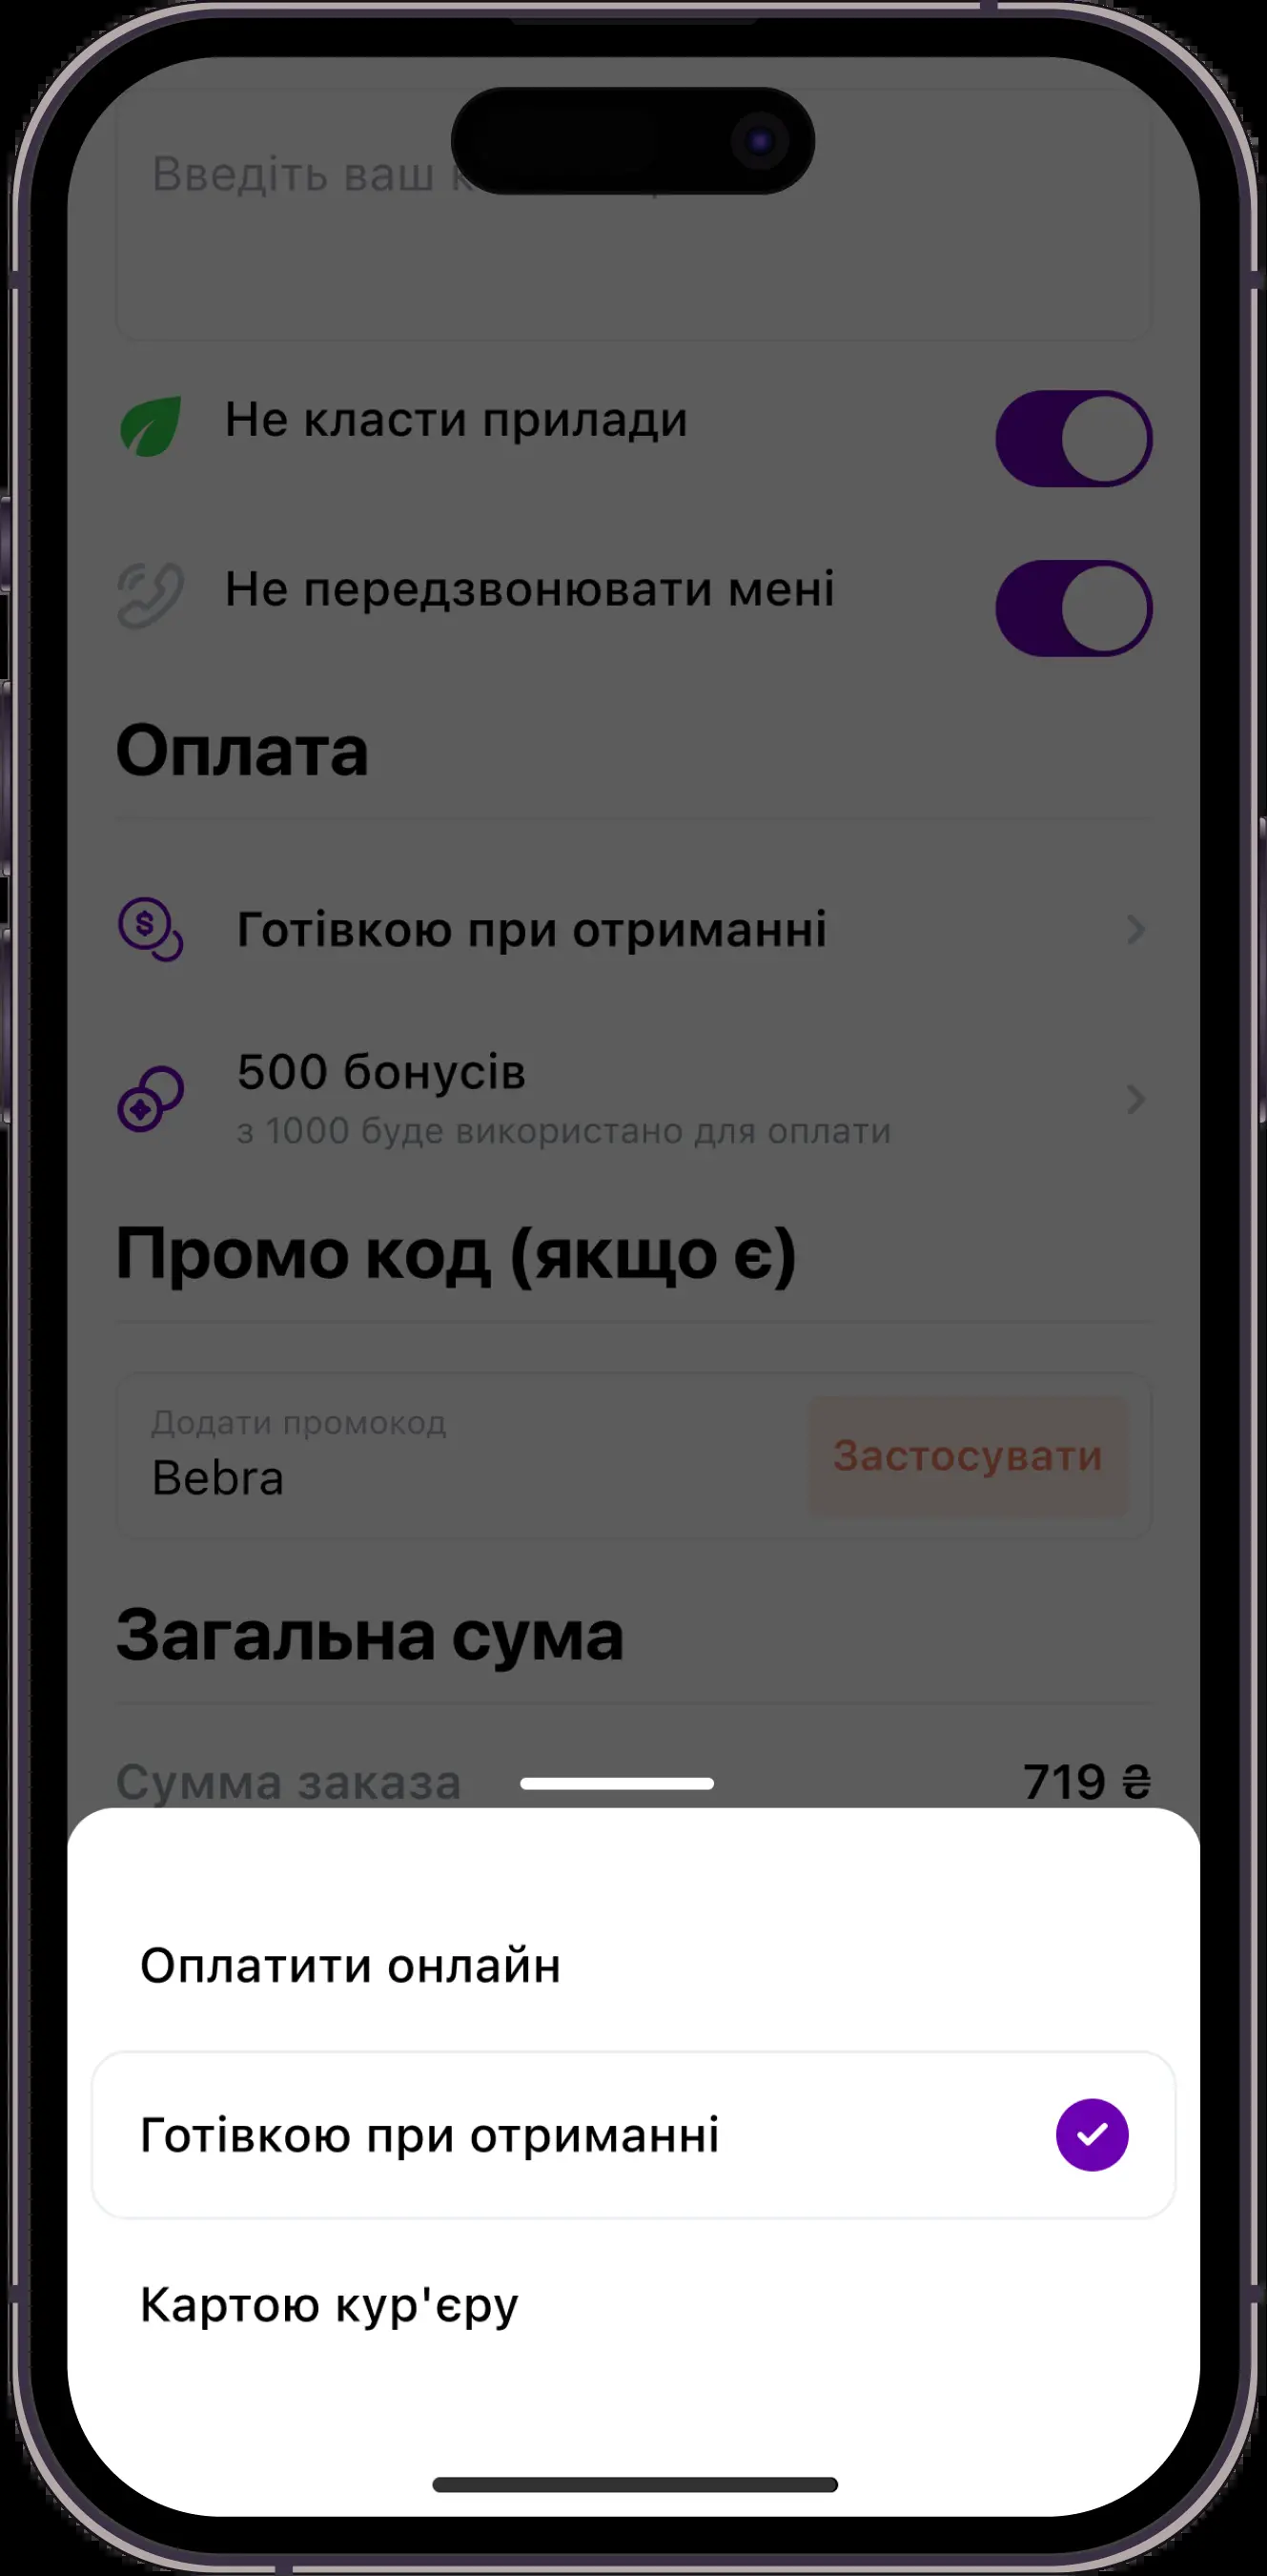 Введіть ваш
Не класти прилади
Не передзвонювати мені
Оплата
Готівкою при отриманні
500 бонусів
з 1000 буде використано для оплати
Промо код (якщо є)
Додати промокод
Bebra
Застосувати
Загальна сума
Сумма заказа 719 ₴
Оплатити онлайн
Готівкою при отриманні
Картою кур'єру